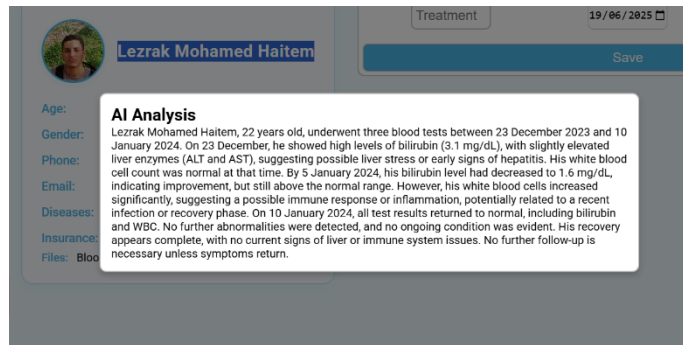 Lezrak Mohamed Haitem
Age:
Gender:
Phone:
Email:
Diseases:
Insurance:
Files: Bloo
Treatment
19/06/2025
Save
AI Analysis
Lezrak Mohamed Haitem, 22 years old, underwent three blood tests between 23 December 2023 and 10
January 2024. On 23 December, he showed high levels of bilirubin (3.1 mg/dL), with slightly elevated
liver enzymes (ALT and AST), suggesting possible liver stress or early signs of hepatitis. His white blood
cell count was normal at that time. By 5 January 2024, his bilirubin level had decreased to 1.6 mg/dL,
indicating improvement, but still above the normal range. However, his white blood cells increased
significantly, suggesting a possible immune response or inflammation, potentially related to a recent
infection or recovery phase. On 10 January 2024, all test results returned to normal, including bilirubin
and WBC. No further abnormalities were detected, and no ongoing condition was evident. His recovery
appears complete, with no current signs of liver or immune system issues. No further follow-up is
necessary unless symptoms return.